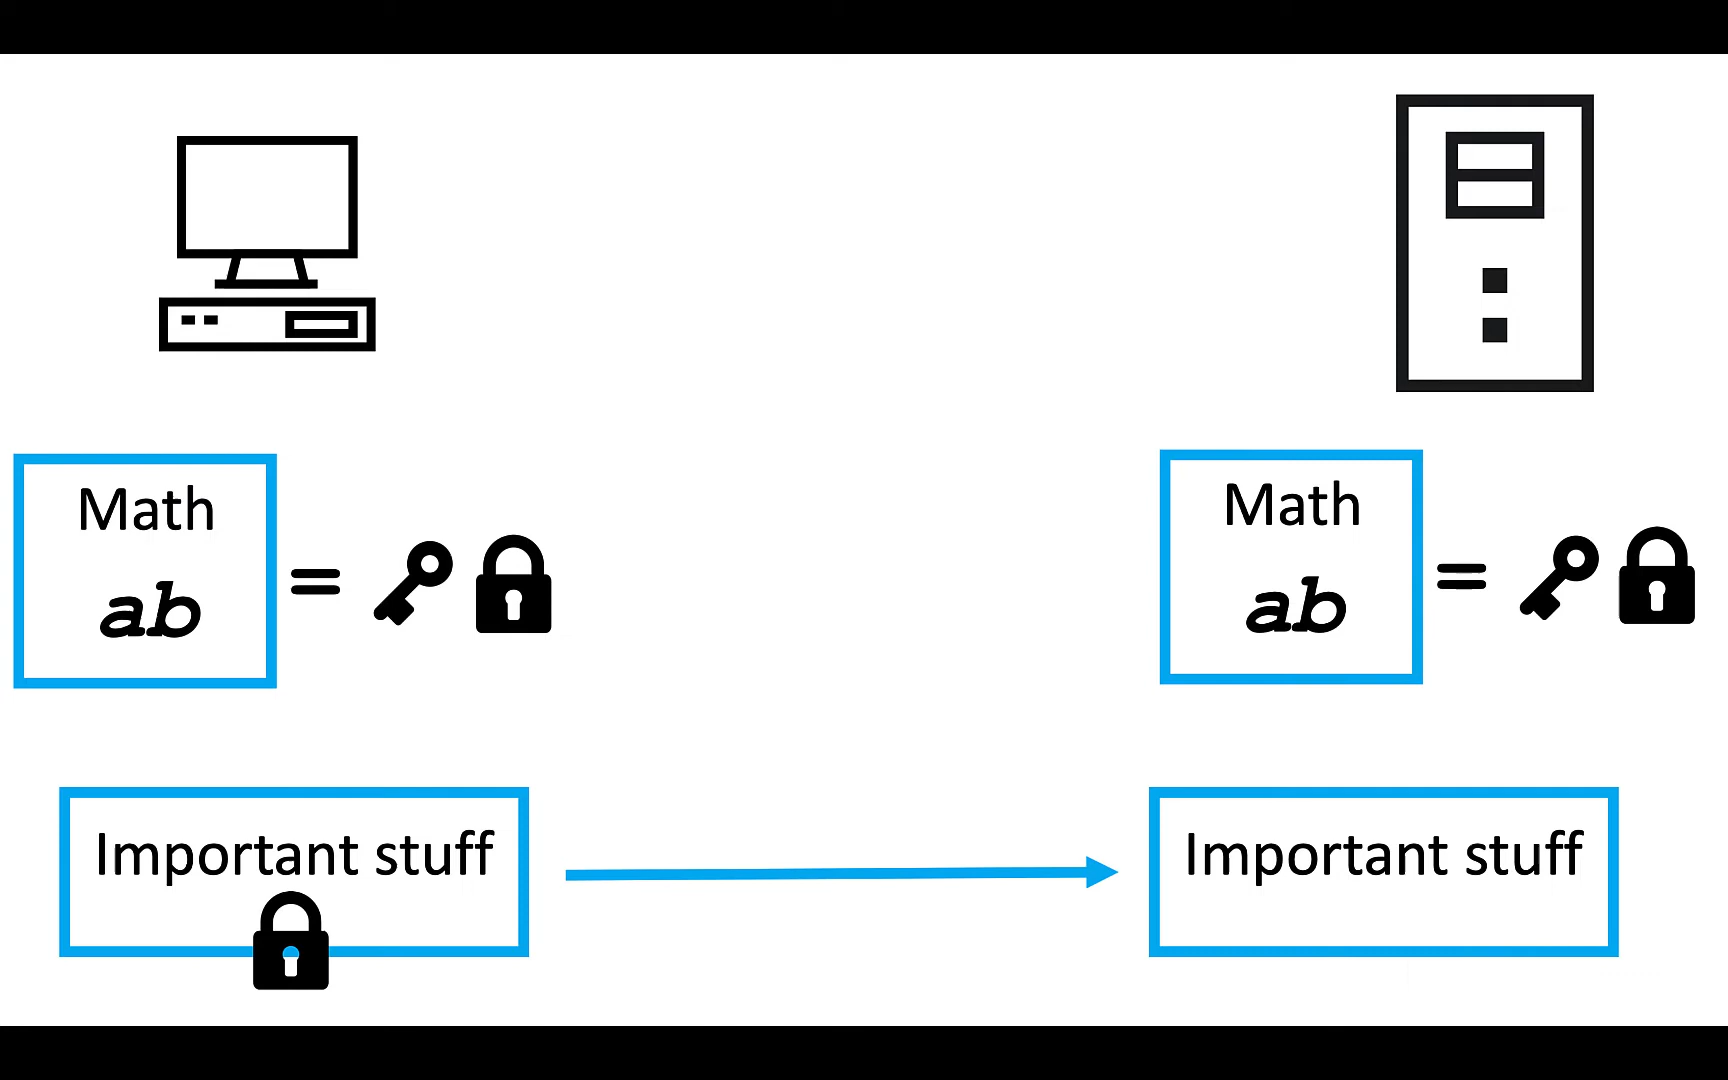 Math
ab
=
Math
ab
=
Important stuff
Important stuff